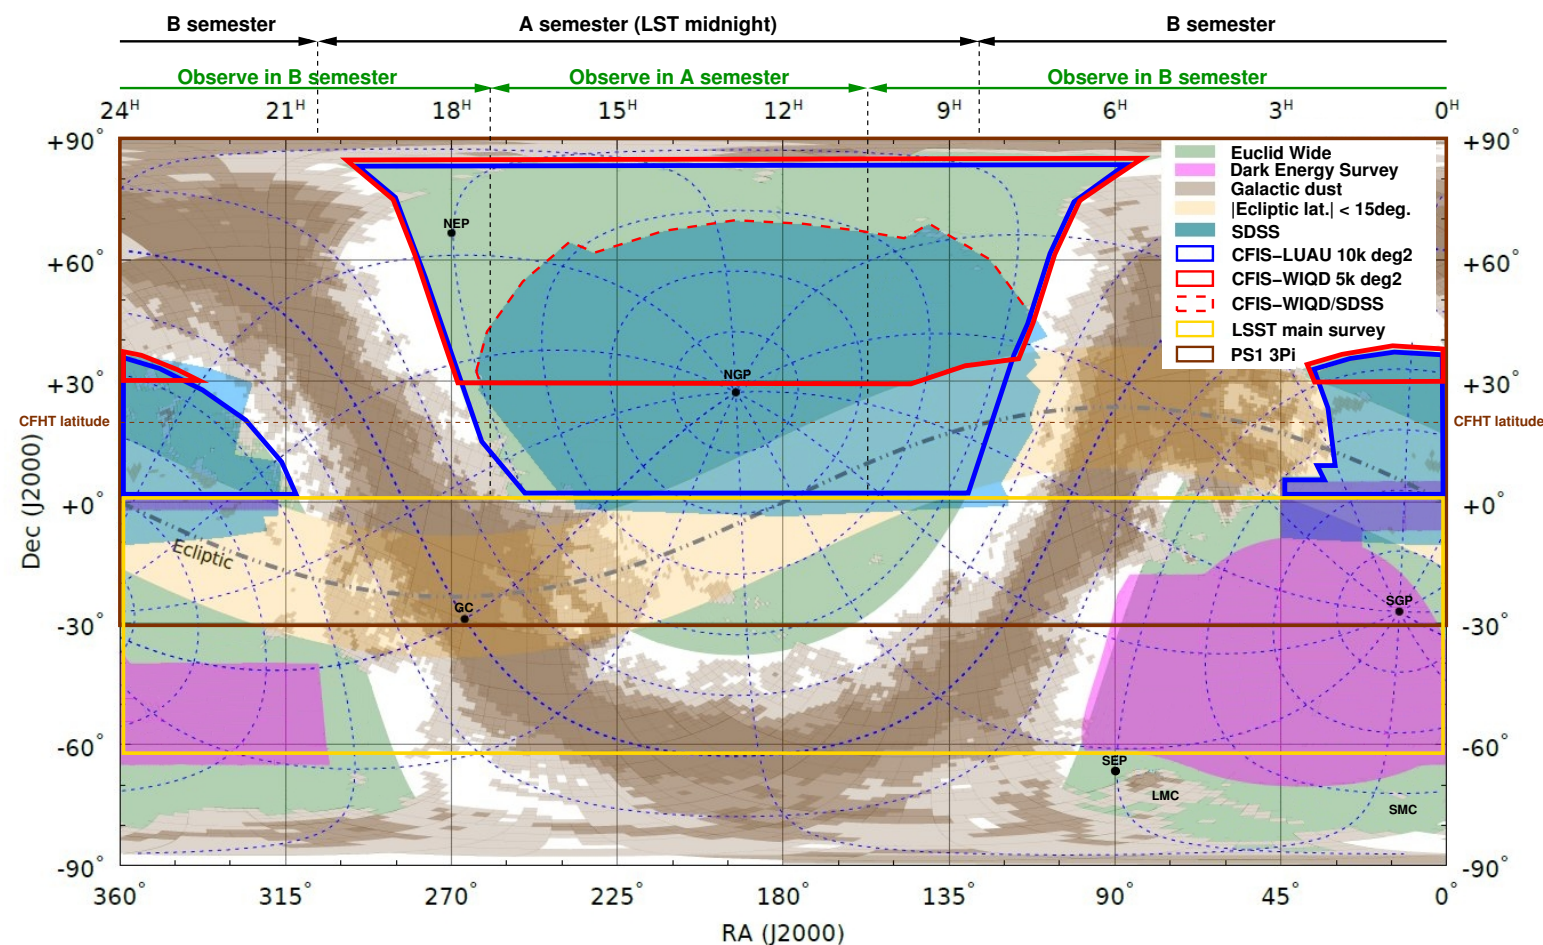 B semester A semester (LST midnight) B semester
Observe in B semester Observe in A semester Observe in B semester
24H 21H 18H 15H 12H 9H 6H 3H 0H
+90° +90°
Euclid Wide
Dark Energy Survey
Galactic dust
|Ecliptic lat.| < 15deg.
SDSS
CFIS-LUAU 10k deg2
CFIS-WIQD 5k deg2
CFIS-WIQD/SDSS
LSST main survey
PS1 3Pi
NEP
+60° +60°
NGP
+30° +30°
CFHT latitude CFHT latitude
+0° +0°
Ecliptic
GC SGP
-30° -30°
-60° -60°
SEP
LMC
SMC
-90° -90°
360° 315° 270° 225° 180° 135° 90° 45° 0°
Dec (J2000)
RA (J2000)